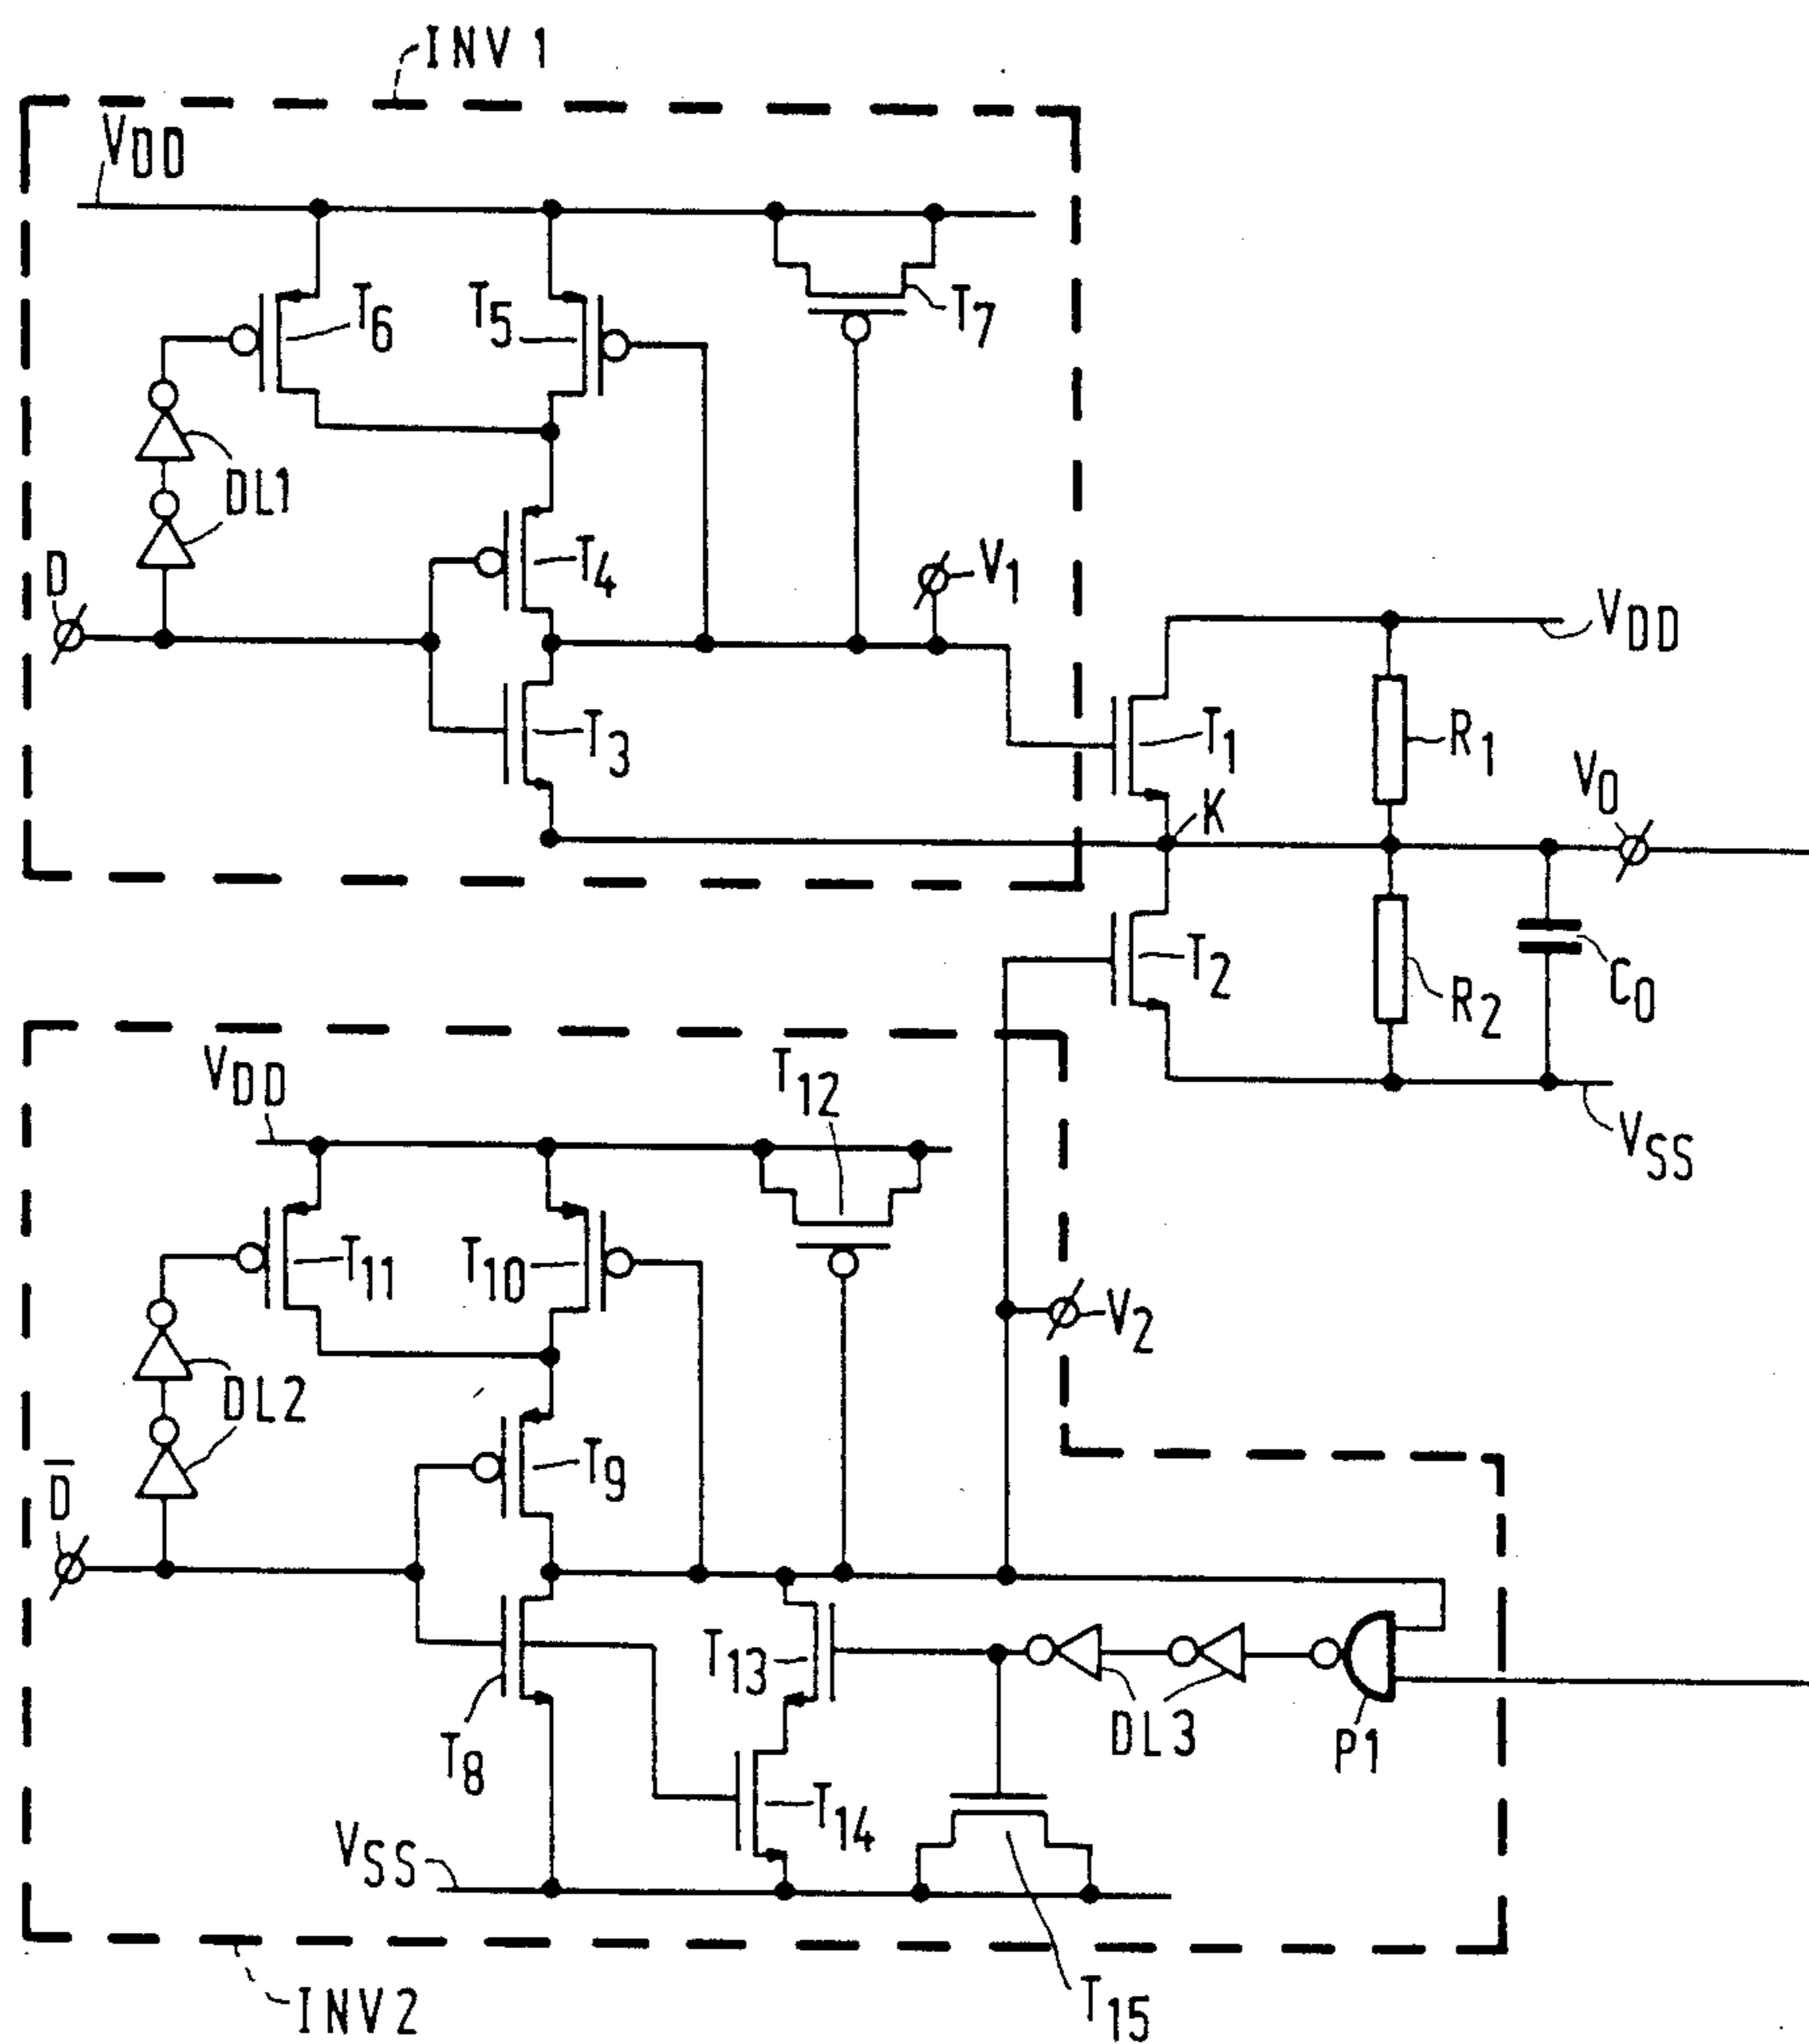 INV 1
VDD
T6
T5
T7
DL1
D
T4
V1
T3
VDD
T1
R1
K
V0
T2
R2
C0
VSS
VDD
T12
T11
T10
V2
DL2
D̅
T9
T13
DL3
P1
T8
T14
VSS
T15
INV2